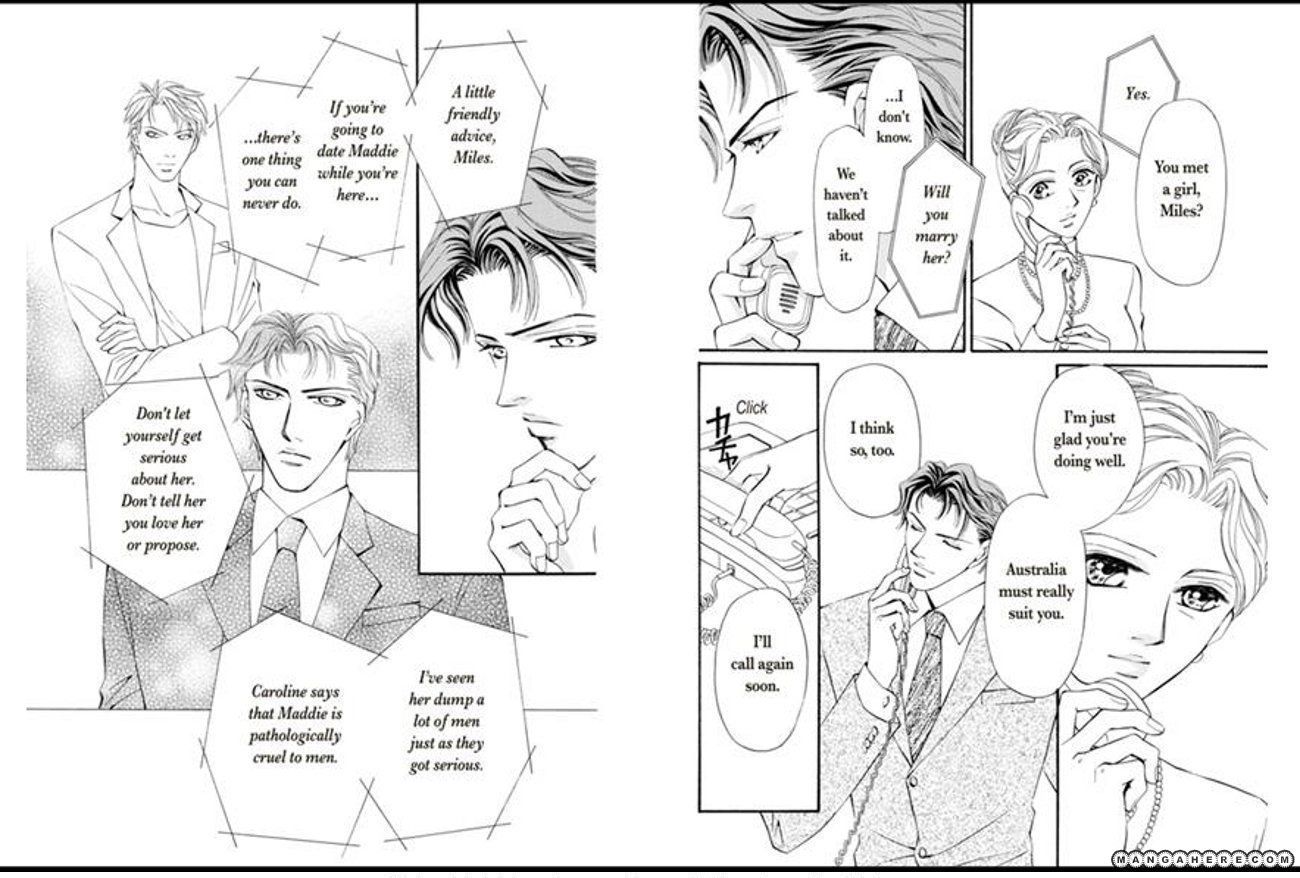 You met
a girl,
Miles?
Yes.
Will
you
marry
her?
...I
don't
know.
We
haven't
talked
about
it.
I'm just
glad you're
doing well.
Australia
must really
suit you.
I think
so, too.
カチャ
Click
I'll
call again
soon.
A little
friendly
advice,
Miles.
If you're
going to
date Maddie
while you're
here...
...there's
one thing
you can
never do.
Don't let
yourself get
serious
about her.
Don't tell her
you love her
or propose.
I've seen
her dump a
lot of men
just as they
got serious.
Caroline says
that Maddie is
pathologically
cruel to men.
MANGAHERE.COM